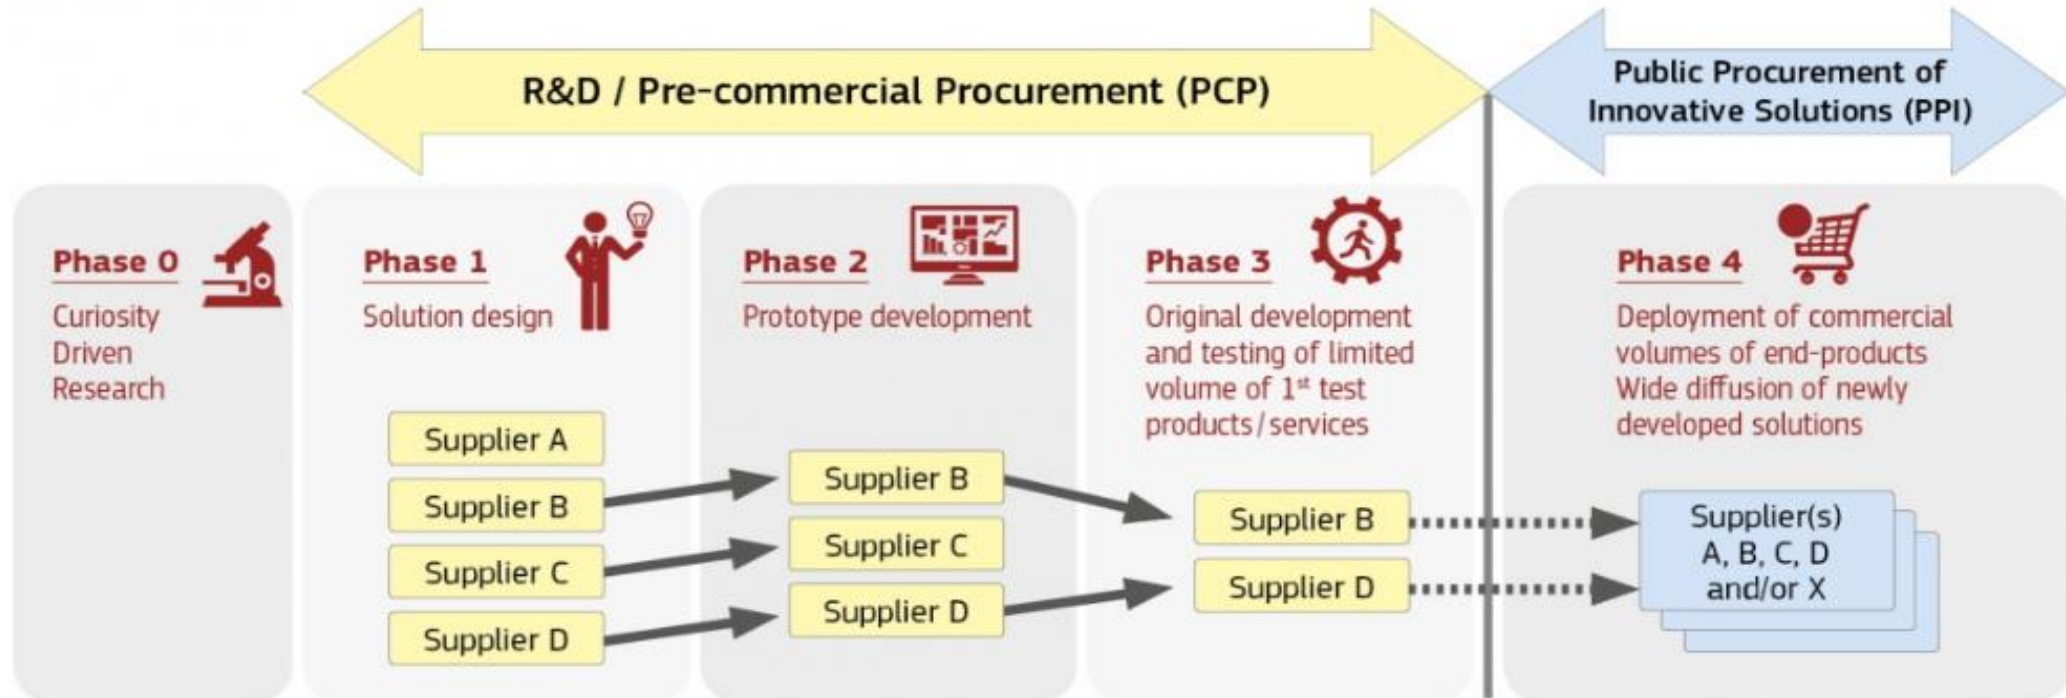 R&D / Pre-commercial Procurement (PCP)
Public Procurement of
Innovative Solutions (PPI)
Phase 0
Curiosity
Driven
Research
Phase 1
Solution design
Supplier A
Supplier B
Supplier C
Supplier D
Phase 2
Prototype development
Supplier B
Supplier C
Supplier D
Phase 3
Original development
and testing of limited
volume of 1st test
products/services
Supplier B
Supplier D
Phase 4
Deployment of commercial
volumes of end-products
Wide diffusion of newly
developed solutions
Supplier(s)
A, B, C, D
and/or X